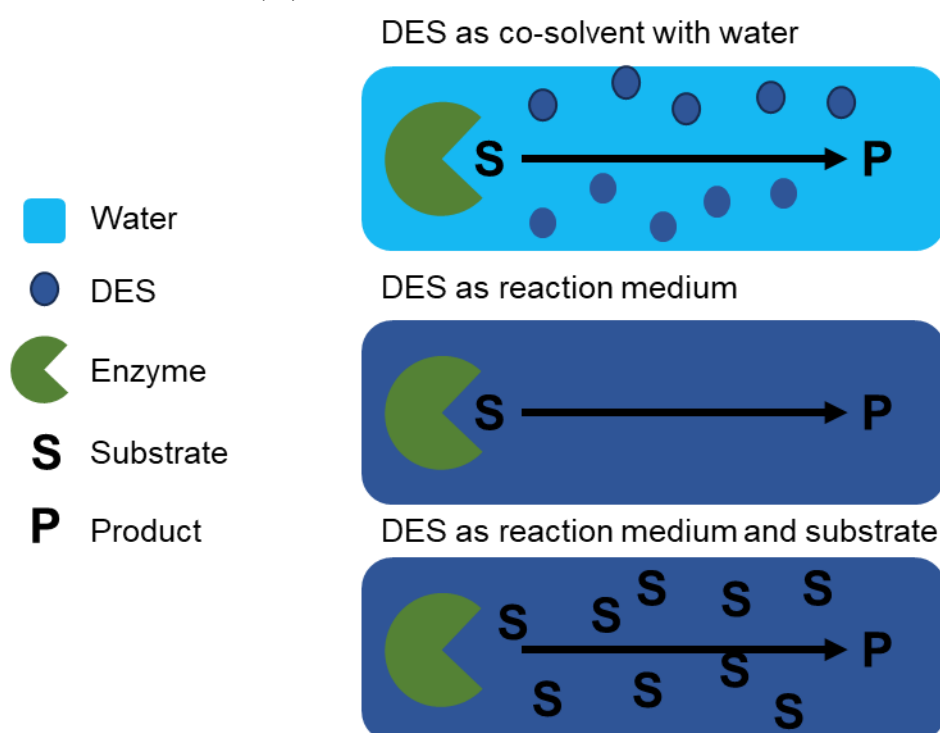 DES as co-solvent with water
S P
Water
DES
Enzyme
S Substrate
P Product
DES as reaction medium
S P
DES as reaction medium and substrate
S S S S S
P
S S S S